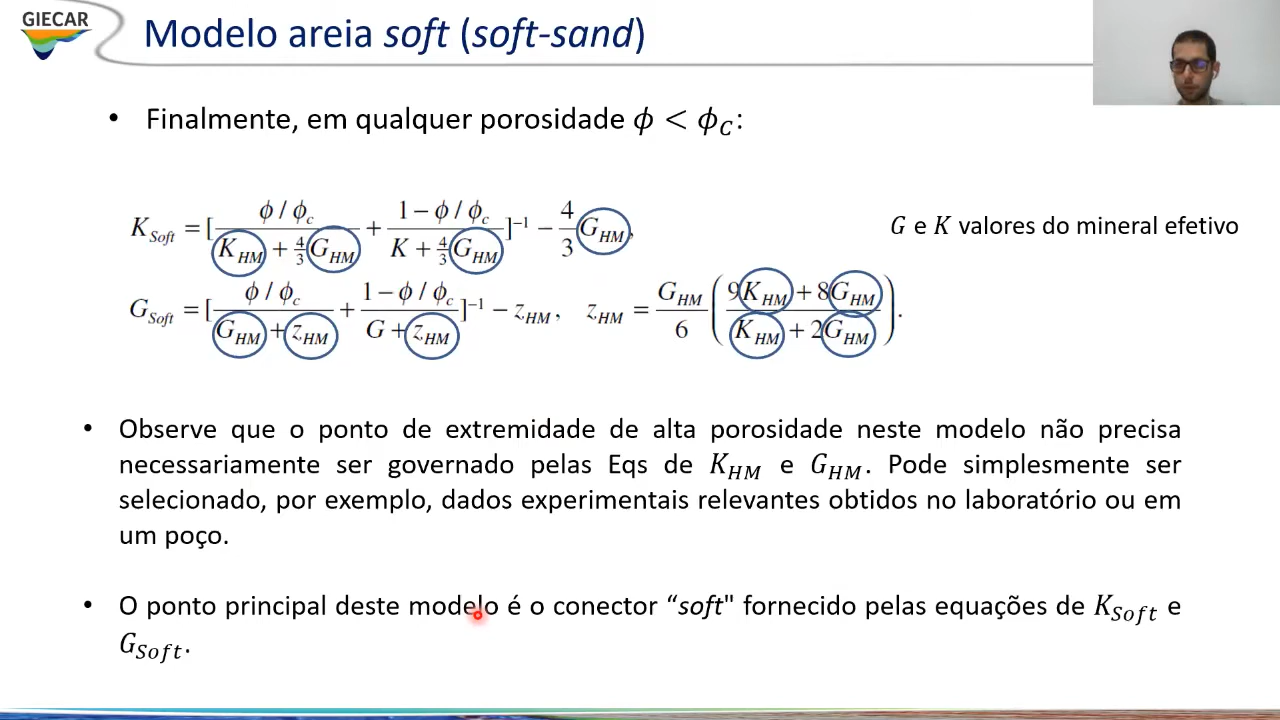 GIECAR
Modelo areia soft (soft-sand)
• Finalmente, em qualquer porosidade ϕ < ϕ_C:
K_Soft = [ (ϕ / ϕ_c) / (K_HM + 4/3 G_HM) + (1 − ϕ / ϕ_c) / (K + 4/3 G_HM) ]^−1 − 4/3 G_HM,
G e K valores do mineral efetivo
G_Soft = [ (ϕ / ϕ_c) / (G_HM + z_HM) + (1 − ϕ / ϕ_c) / (G + z_HM) ]^−1 − z_HM, z_HM = G_HM/6 ( (9K_HM + 8G_HM) / (K_HM + 2G_HM) ).
• Observe que o ponto de extremidade de alta porosidade neste modelo não precisa
necessariamente ser governado pelas Eqs de K_HM e G_HM. Pode simplesmente ser
selecionado, por exemplo, dados experimentais relevantes obtidos no laboratório ou em
um poço.
• O ponto principal deste modelo é o conector “soft" fornecido pelas equações de K_Soft e
G_Soft.